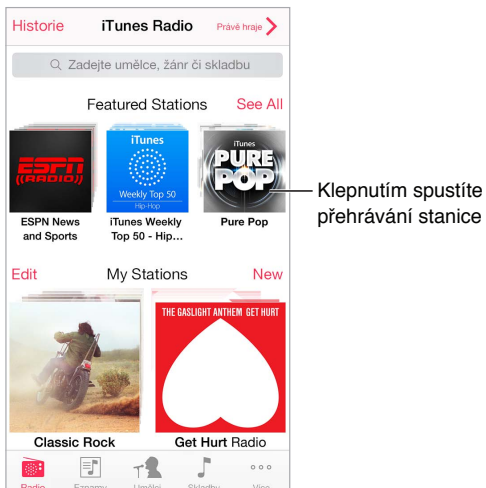 Historie iTunes Radio Právě hraje
Zadejte umělce, žánr či skladbu
Featured Stations See All
ESPN
((RADIO))
iTunes
Weekly Top 50
Hip-Hop
iTunes
PURE
POP
Klepnutím spustíte
přehrávání stanice
ESPN News
and Sports
iTunes Weekly
Top 50 - Hip…
Pure Pop
Edit My Stations New
THE GASLIGHT ANTHEM GET HURT
Classic Rock
Get Hurt Radio
Radio Umělci Skladby Více